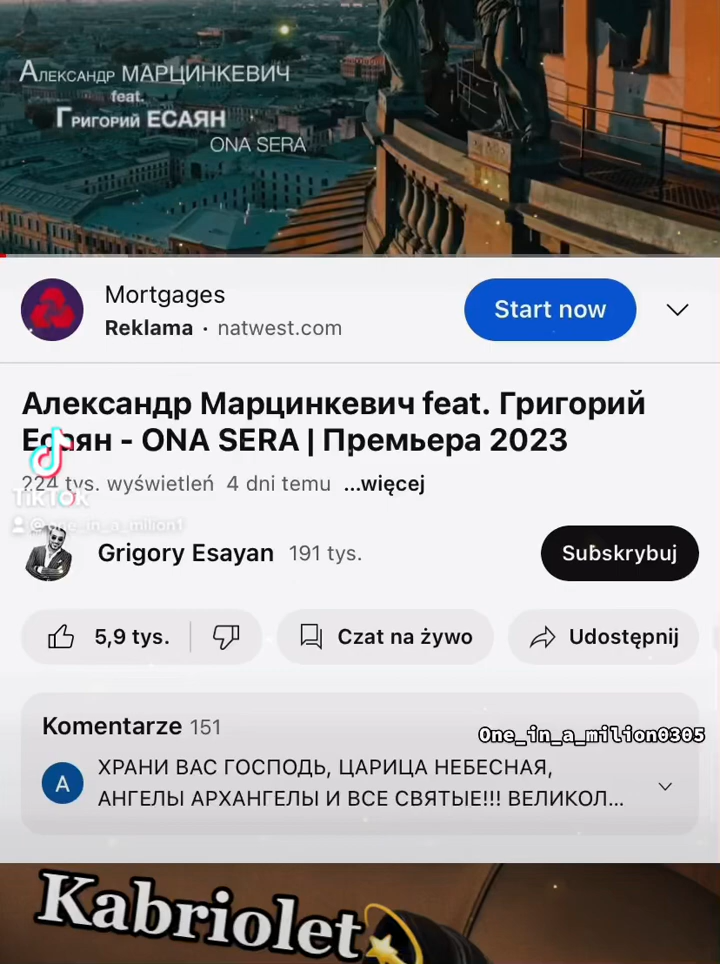 Александр МАРЦИНКЕВИЧ
feat.
Григорий ЕСАЯН
ONA SERA
Mortgages
Reklama · natwest.com
Start now
Александр Марцинкевич feat. Григорий
Есаян - ONA SERA | Премьера 2023
224 tys. wyświetleń 4 dni temu ...więcej
TikTok
@one_in_a_milion1
Grigory Esayan 191 tys.
Subskrybuj
5,9 tys.
Czat na żywo
Udostępnij
Komentarze 151
One_in_a_milion0305
A
ХРАНИ ВАС ГОСПОДЬ, ЦАРИЦА НЕБЕСНАЯ,
АНГЕЛЫ АРХАНГЕЛЫ И ВСЕ СВЯТЫЕ!!! ВЕЛИКОЛ...
Kabriolet